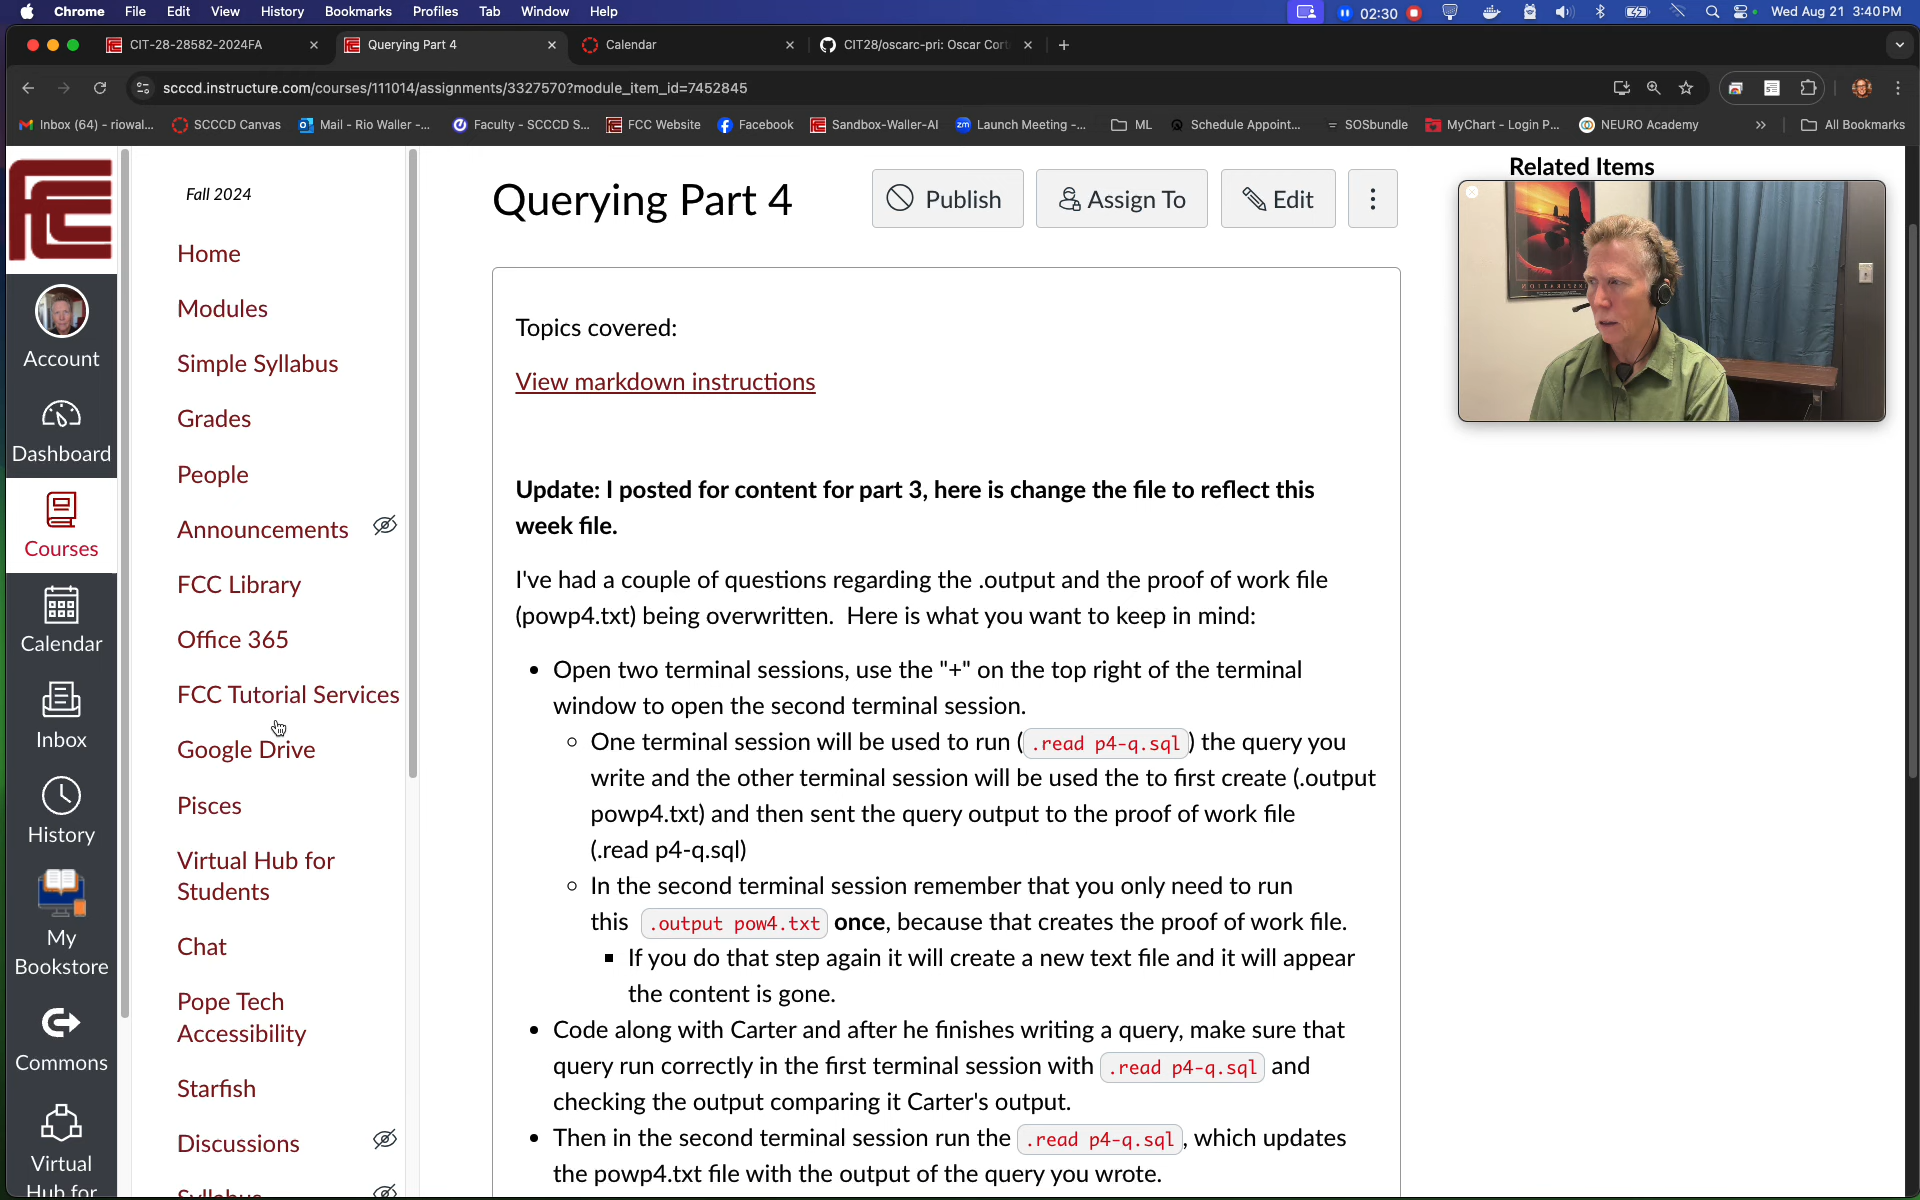 Chrome File Edit View History Bookmarks Profiles Tab Window Help 02:30 Wed Aug 21 3:40 PM
CIT-28-28582-2024FA Querying Part 4 Calendar CIT28/oscarc-pri: Oscar Cort
sccd.instructure.com/courses/111014/assignments/3327570?module_item_id=7452845
Inbox (64) - riowal... SCCCD Canvas Mail - Rio Waller -... Faculty - SCCCD S... FCC Website Facebook Sandbox-Waller-AI Launch Meeting -... ML Schedule Appoint... SOSbundle MyChart - Login P... NEURO Academy » All Bookmarks
Account
Dashboard
Courses
Calendar
Inbox
History
My
Bookstore
Commons
Virtual
Hub for
Fall 2024
Home
Modules
Simple Syllabus
Grades
People
Announcements
FCC Library
Office 365
FCC Tutorial Services
Google Drive
Pisces
Virtual Hub for
Students
Chat
Pope Tech
Accessibility
Starfish
Discussions
Syllabus
Querying Part 4
Publish
Assign To
Edit
Related Items
Topics covered:
View markdown instructions
Update: I posted for content for part 3, here is change the file to reflect this
week file.
I've had a couple of questions regarding the .output and the proof of work file
(powp4.txt) being overwritten. Here is what you want to keep in mind:
• Open two terminal sessions, use the "+" on the top right of the terminal
window to open the second terminal session.
◦ One terminal session will be used to run (.read p4-q.sql) the query you
write and the other terminal session will be used the to first create (.output
powp4.txt) and then sent the query output to the proof of work file
(.read p4-q.sql)
◦ In the second terminal session remember that you only need to run
this .output pow4.txt once, because that creates the proof of work file.
▪ If you do that step again it will create a new text file and it will appear
the content is gone.
• Code along with Carter and after he finishes writing a query, make sure that
query run correctly in the first terminal session with .read p4-q.sql and
checking the output comparing it Carter's output.
• Then in the second terminal session run the .read p4-q.sql, which updates
the powp4.txt file with the output of the query you wrote.